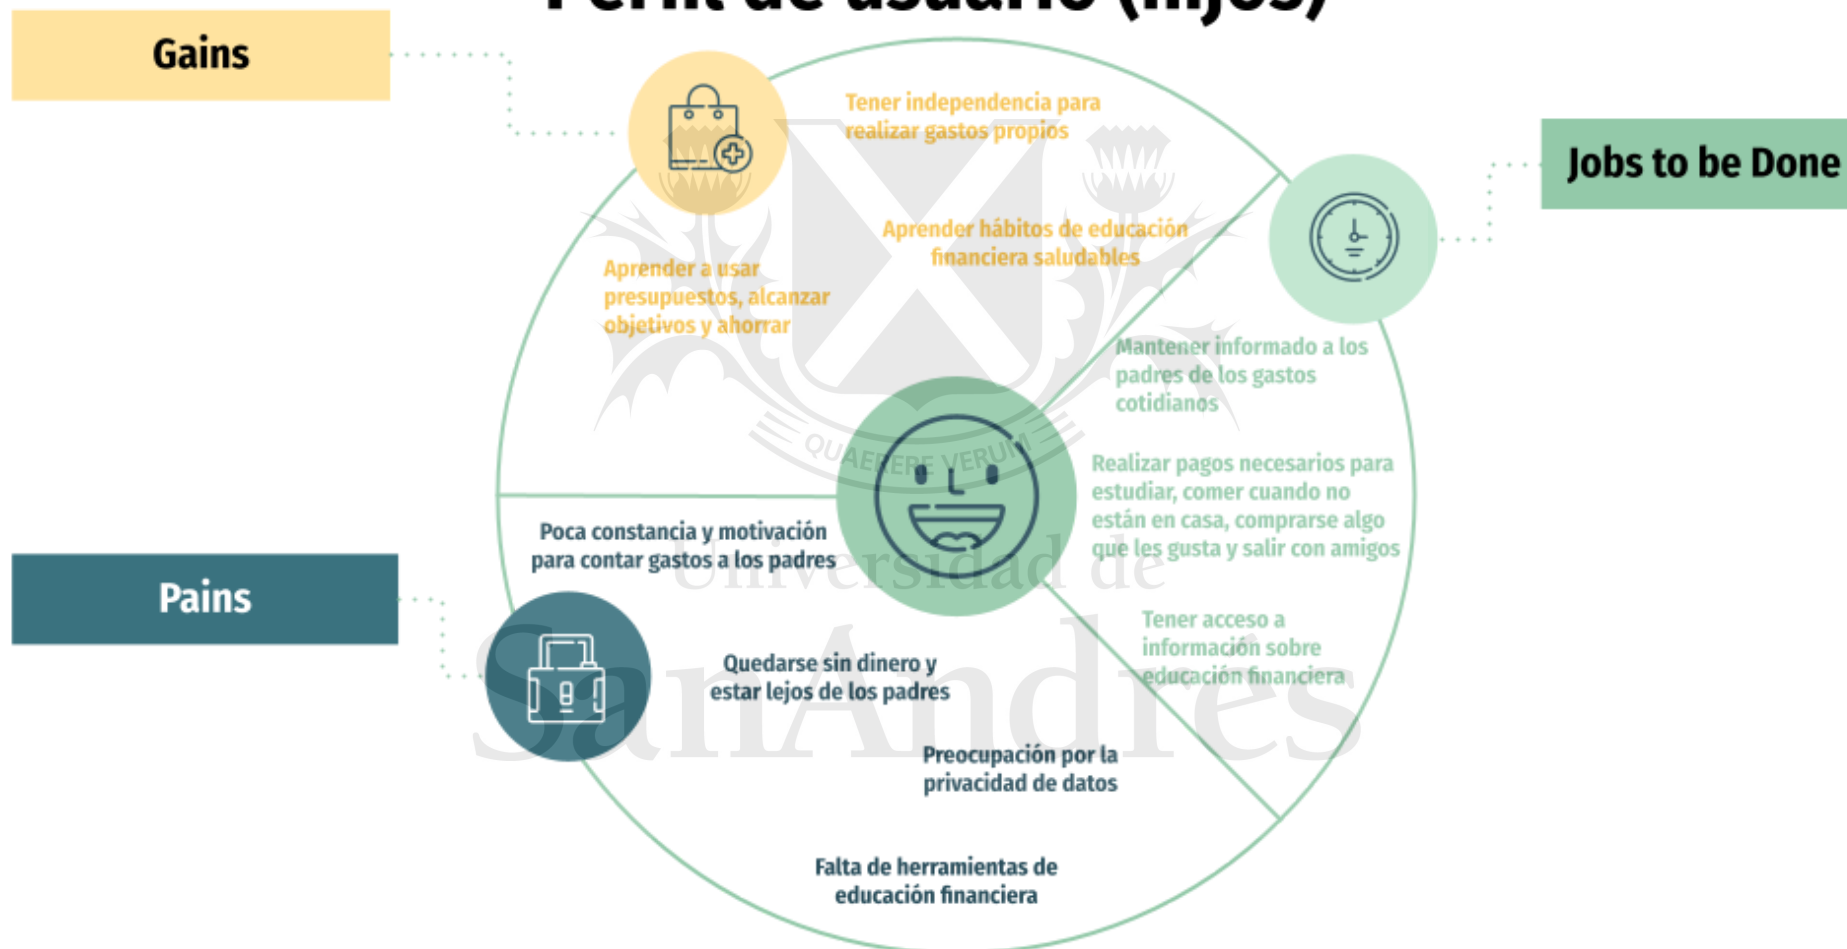 Perfil de usuario (hijos)
Gains
Tener independencia para
realizar gastos propios
Aprender hábitos de educación
financiera saludables
Aprender a usar
presupuestos, alcanzar
objetivos y ahorrar
Jobs to be Done
Mantener informado a los
padres de los gastos
cotidianos
Realizar pagos necesarios para
estudiar, comer cuando no
están en casa, comprarse algo
que les gusta y salir con amigos
Tener acceso a
información sobre
educación financiera
Pains
Poca constancia y motivación
para contar gastos a los padres
Quedarse sin dinero y
estar lejos de los padres
Preocupación por la
privacidad de datos
Falta de herramientas de
educación financiera
QUAERERE VERUM
Universidad de
SanAndrés